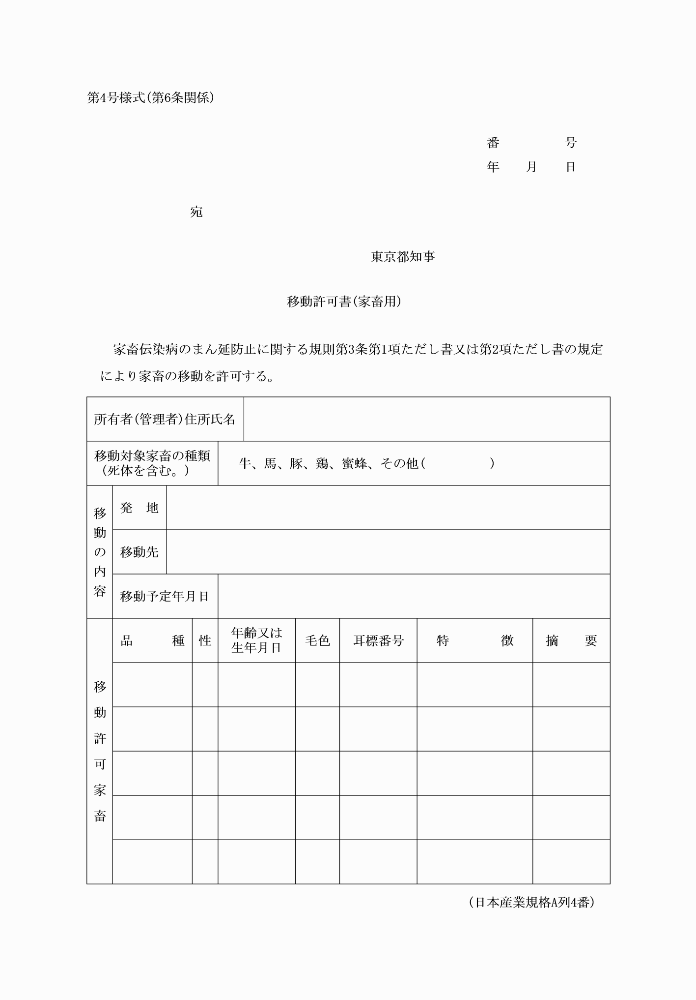 第4号様式(第6条関係)
番　　　　　号
年　　月　　日
宛
東京都知事
移動許可書(家畜用)
家畜伝染病のまん延防止に関する規則第3条第1項ただし書又は第2項ただし書の規定
により家畜の移動を許可する。
所有者(管理者)住所氏名
移動対象家畜の種類
(死体を含む。)
牛、馬、豚、鶏、蜜蜂、その他(　　　　　)
移動の内容
発　地
移動先
移動予定年月日
移動許可家畜
品　　　種
性
年齢又は
生年月日
毛色
耳標番号
特　　　　徴
摘　　要
(日本産業規格A列4番)